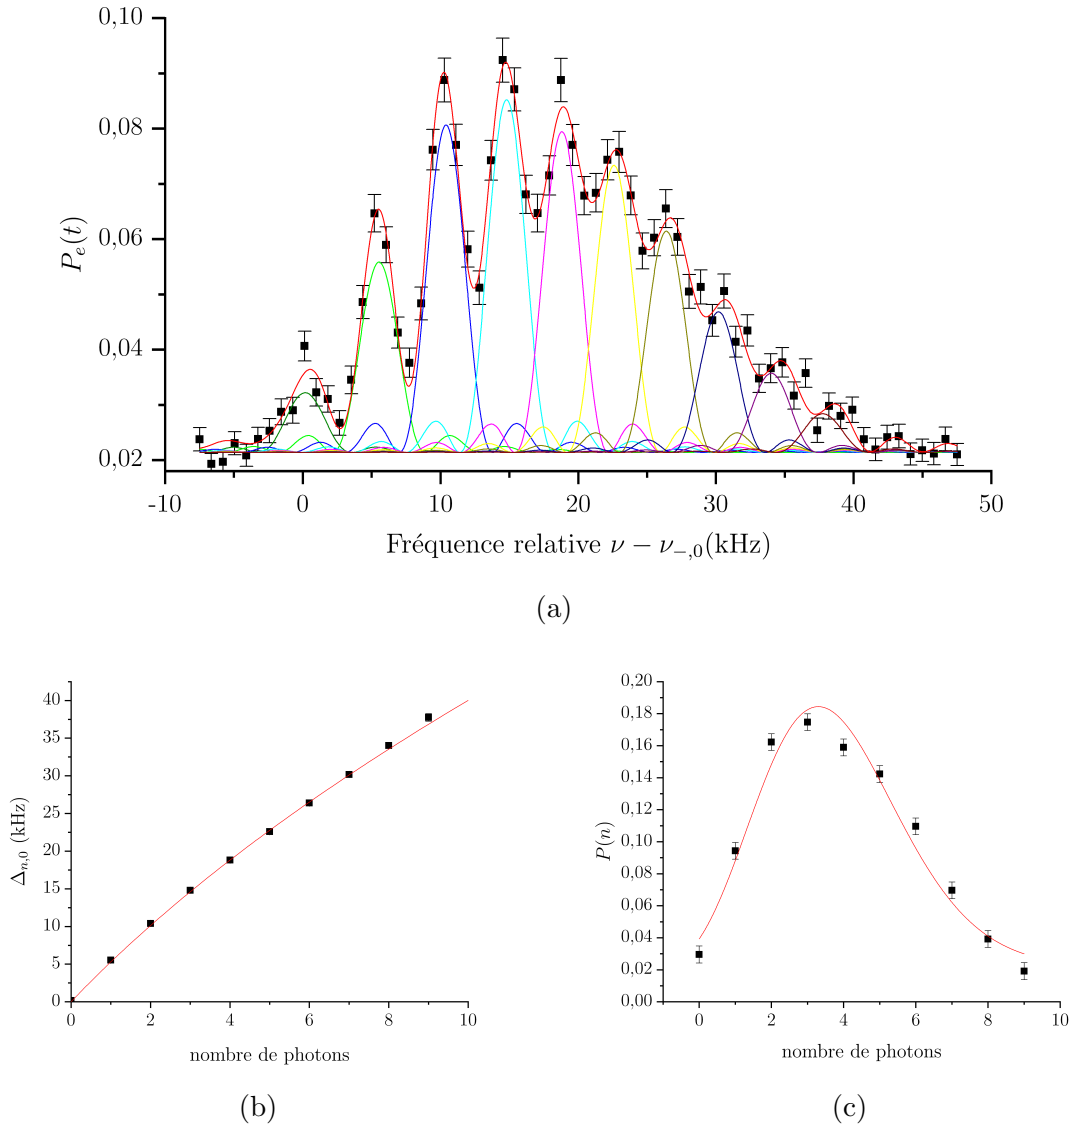 0,10
0,08
0,06
0,04
0,02
P_e(t)
-10 0 10 20 30 40 50
Fréquence relative ν − ν_{−,0}(kHz)
(a)
40
35
30
25
20
15
10
5
0
Δ_{n,0} (kHz)
0 2 4 6 8 10
nombre de photons
(b)
0,20
0,18
0,16
0,14
0,12
0,10
0,08
0,06
0,04
0,02
0,00
P(n)
0 2 4 6 8 10
nombre de photons
(c)